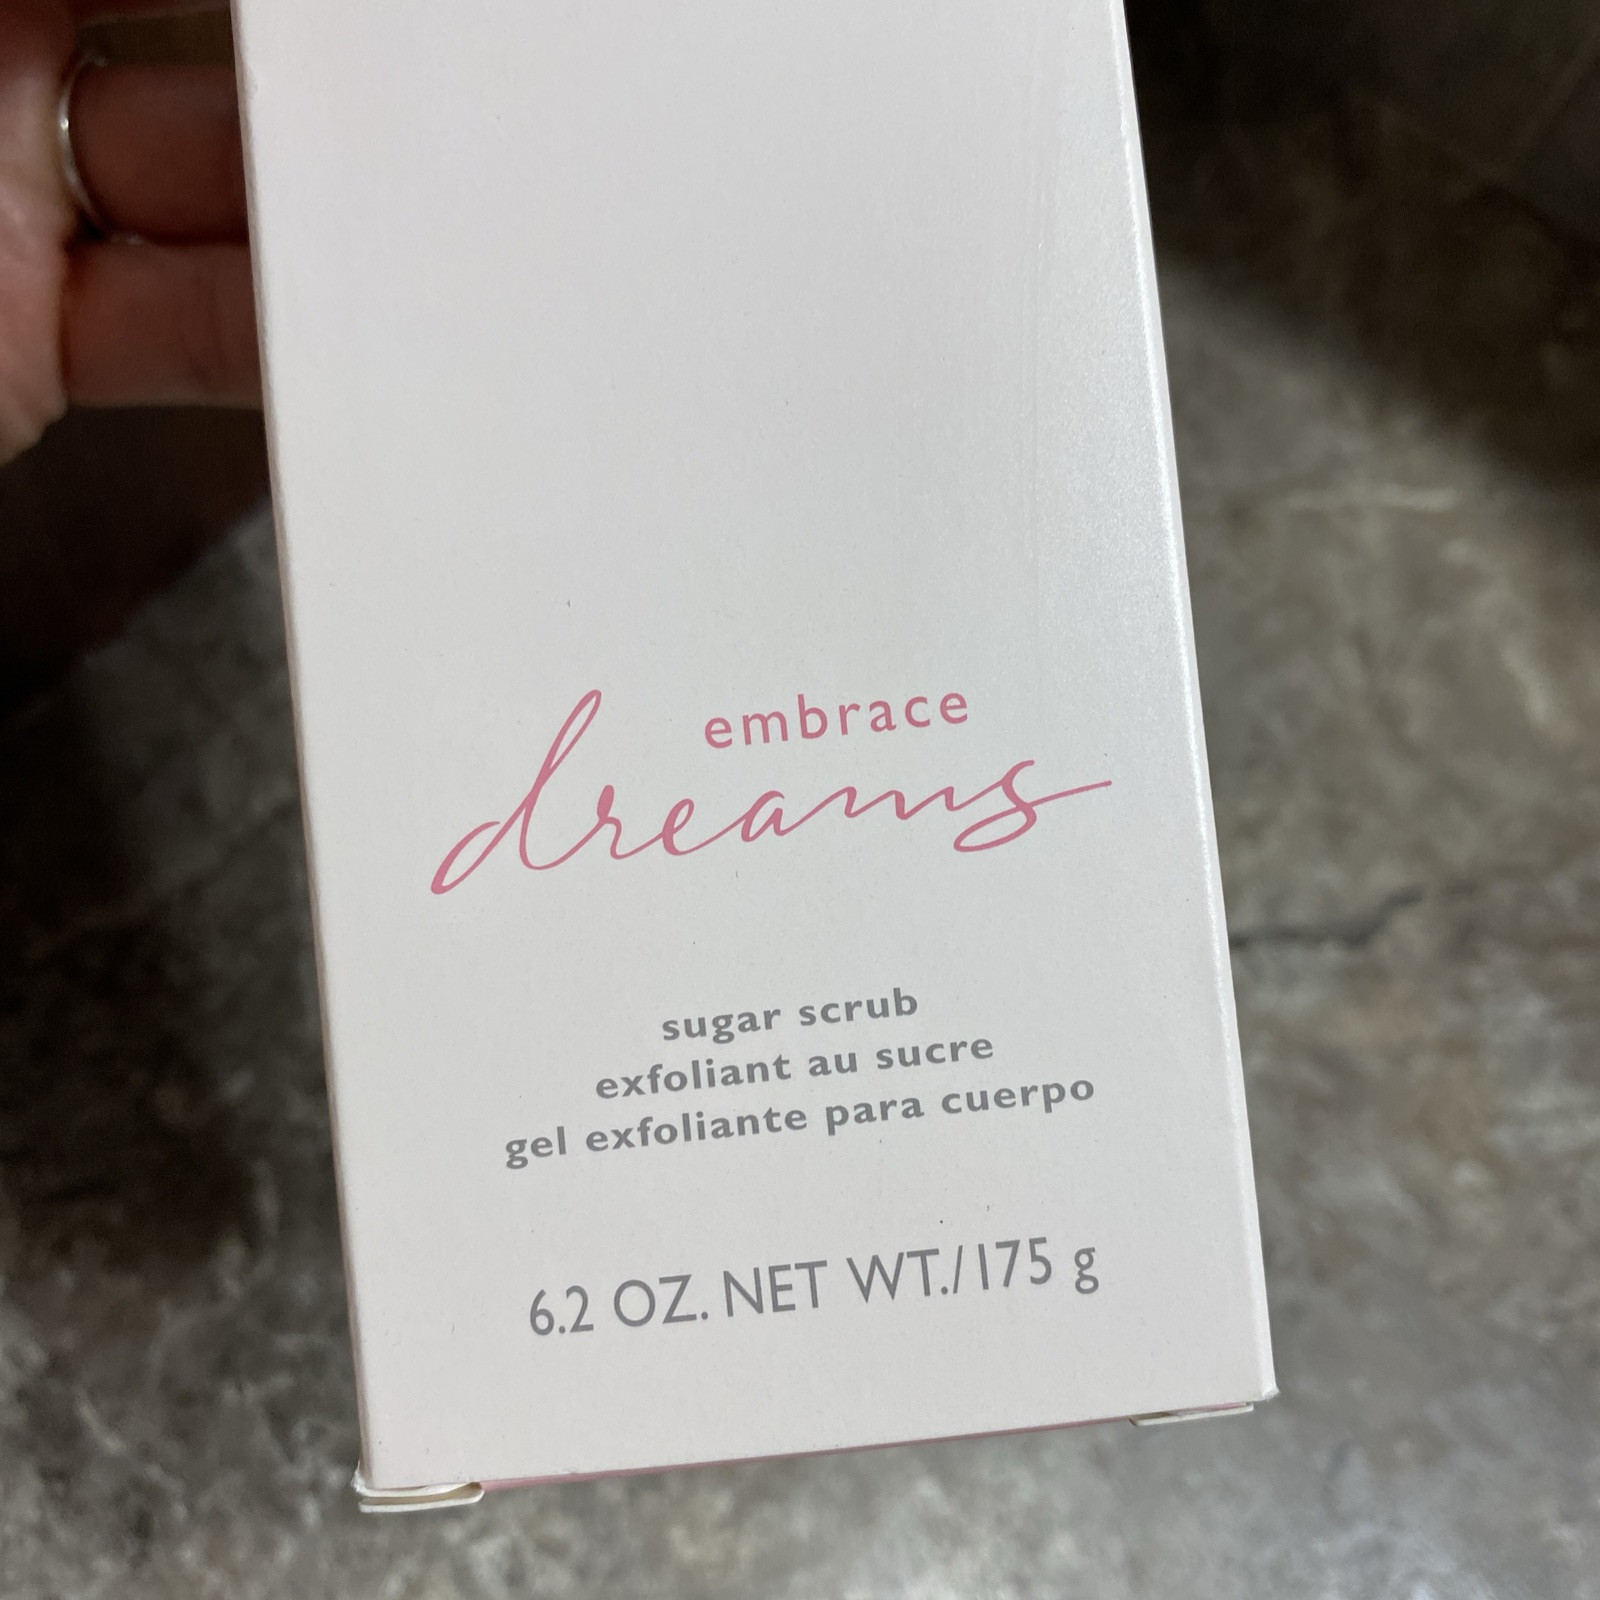 embrace
dreams
sugar scrub
exfoliant au sucre
gel exfoliante para cuerpo
6.2 OZ. NET WT./175 g